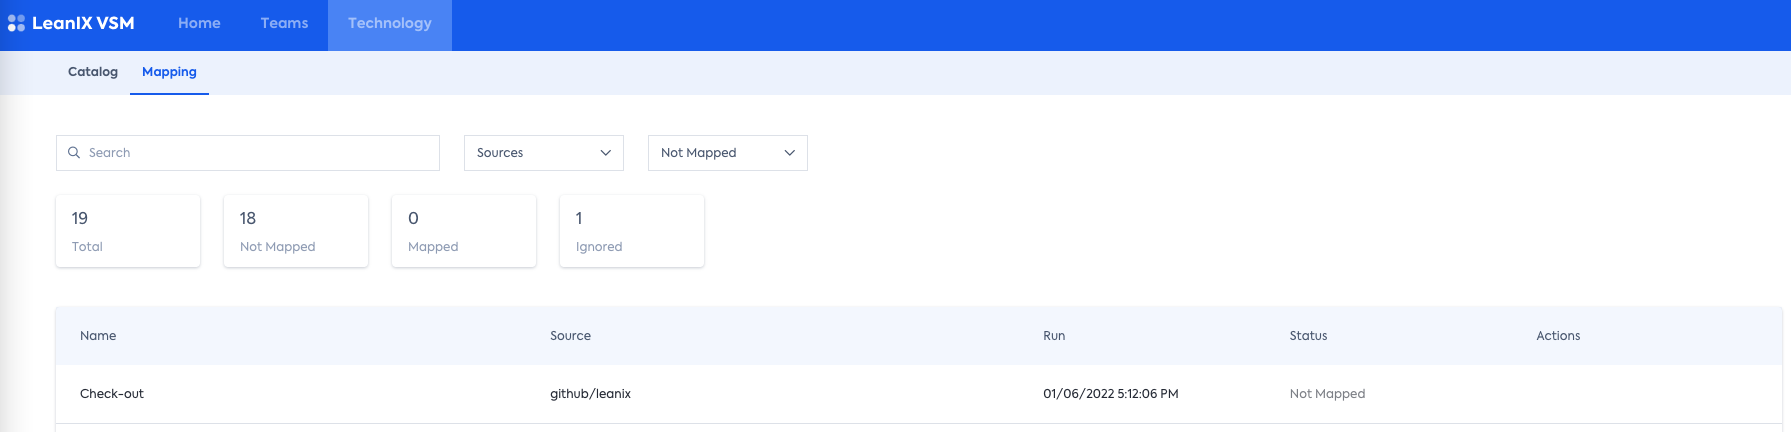 LeanIX VSM Home Teams Technology
Catalog Mapping
Search Sources Not Mapped
19 18 0 1
Total Not Mapped Mapped Ignored
Name Source Run Status Actions
Check-out github/leanix 01/06/2022 5:12:06 PM Not Mapped